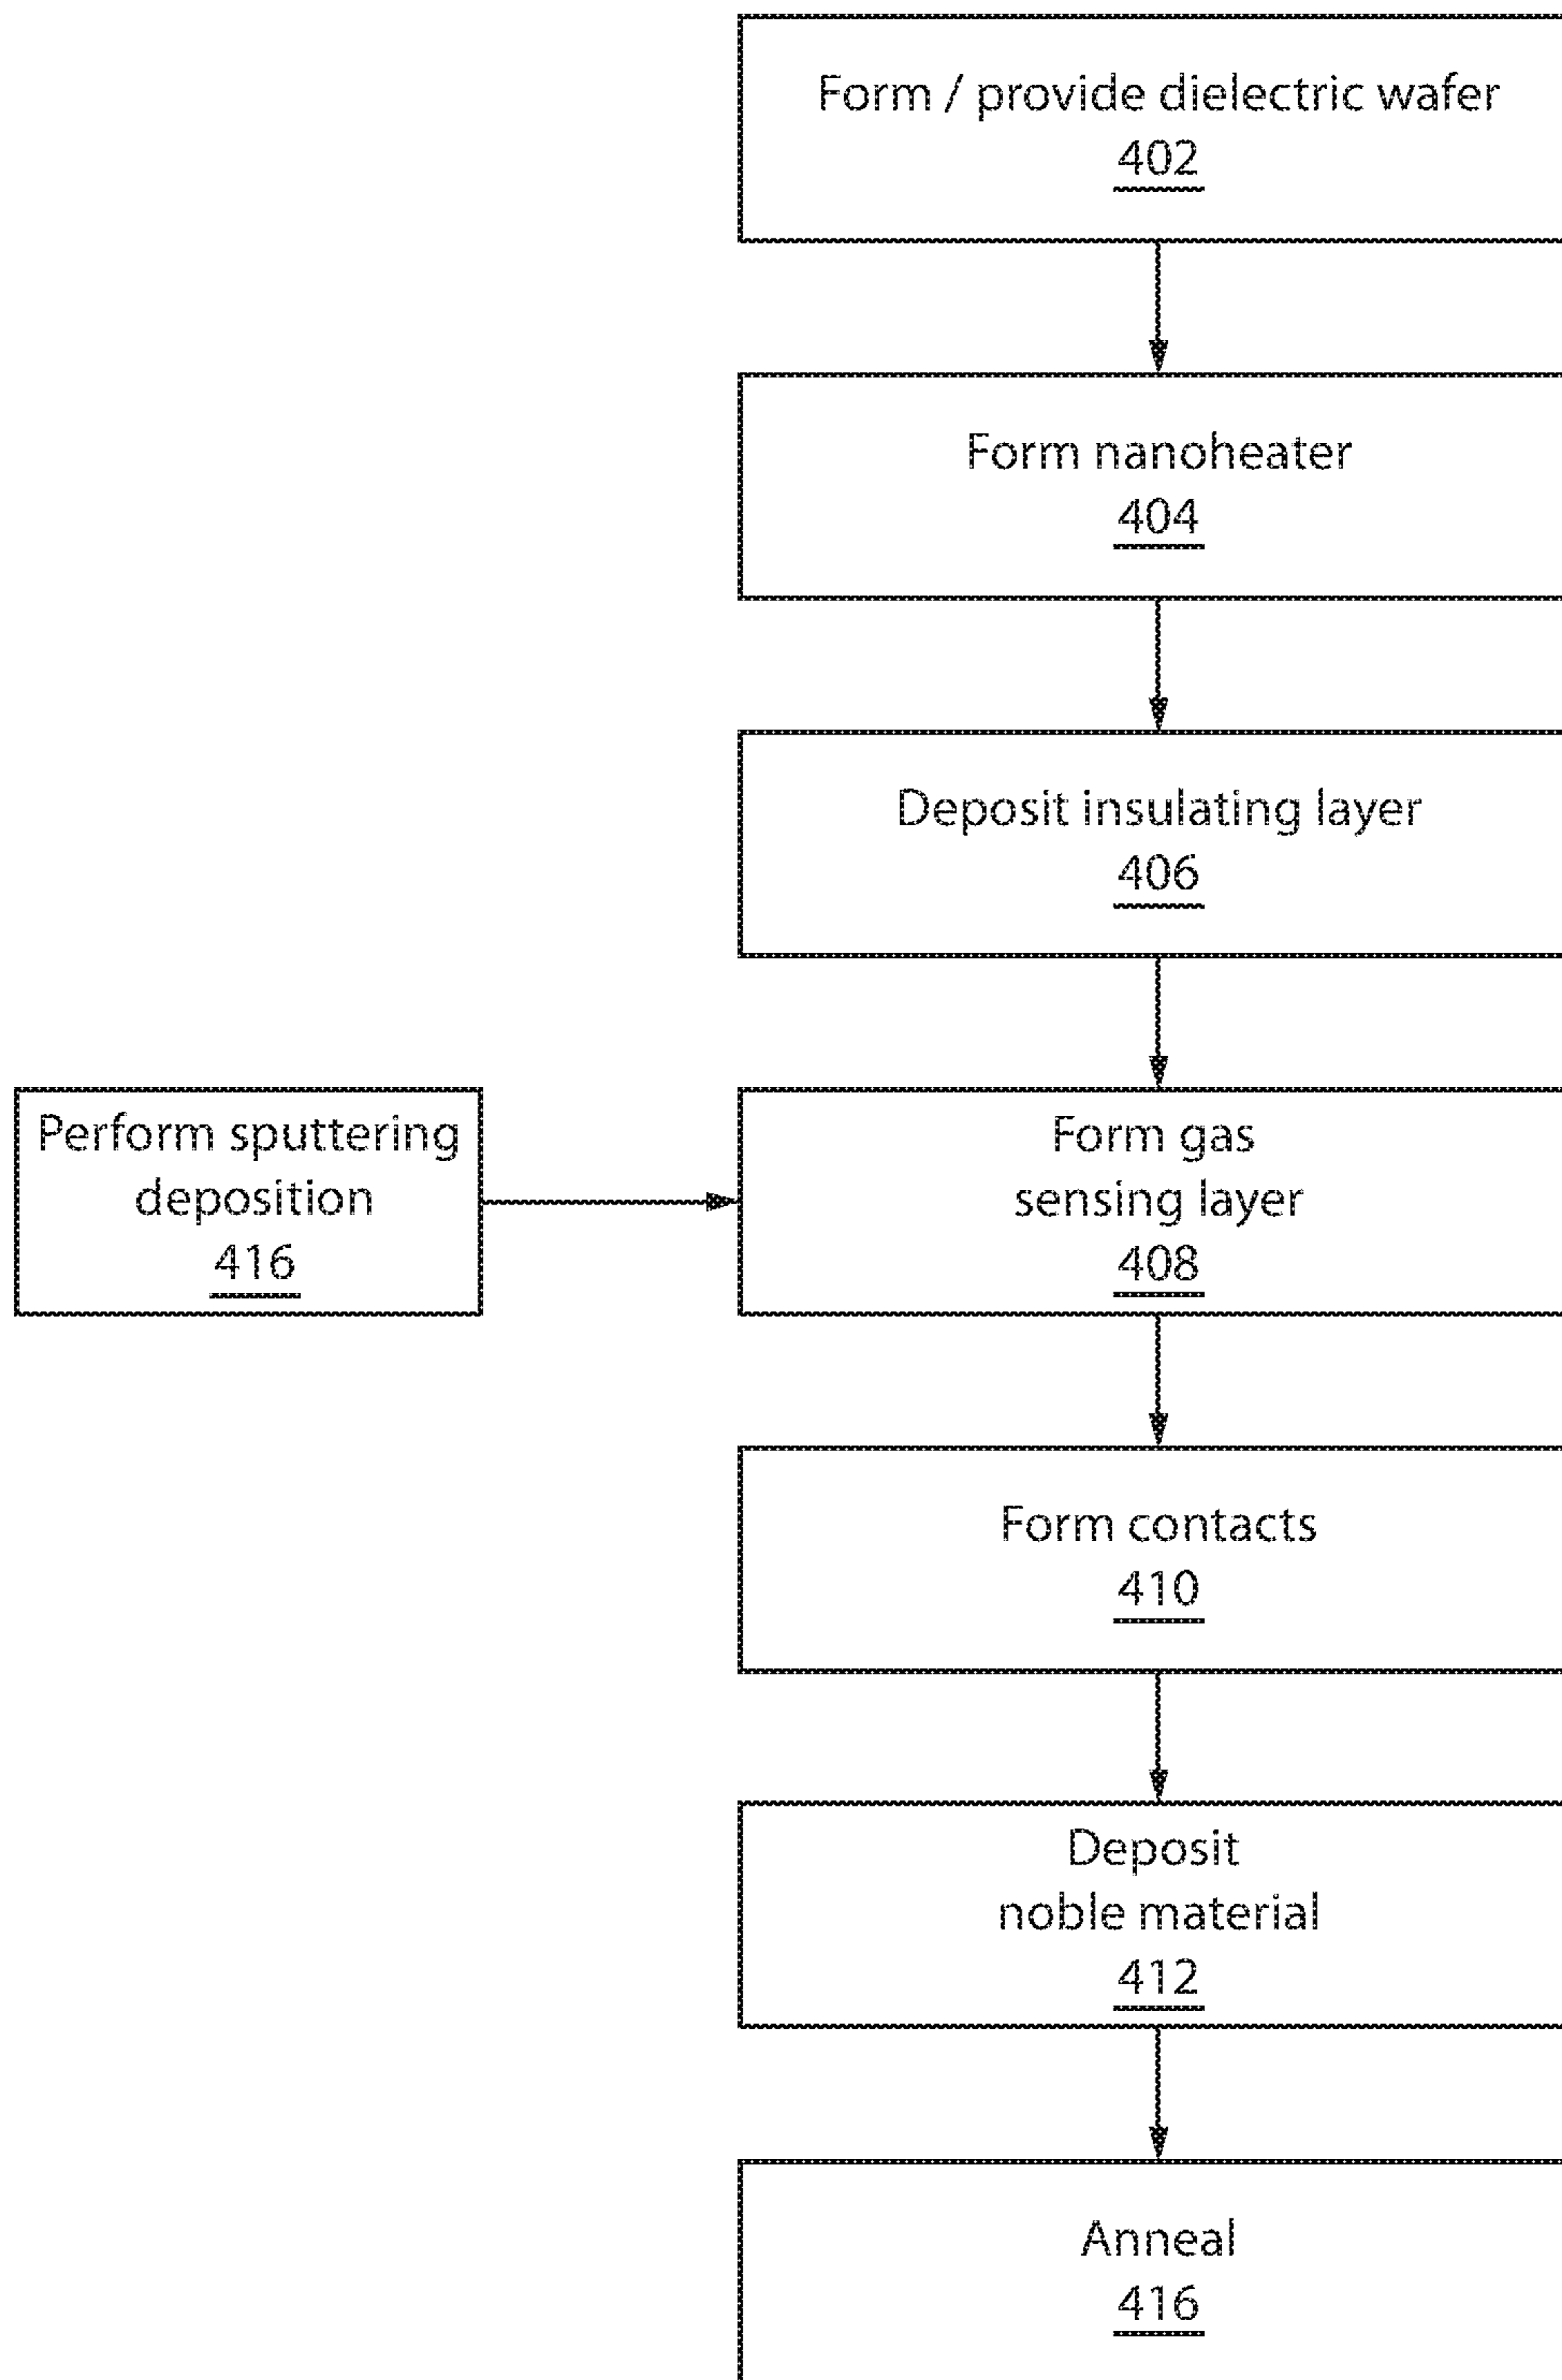 Form / provide dielectric wafer
402
Form nanoheater
404
Deposit insulating layer
406
Perform sputtering
deposition
416
Form gas
sensing layer
408
Form contacts
410
Deposit
noble material
412
Anneal
416